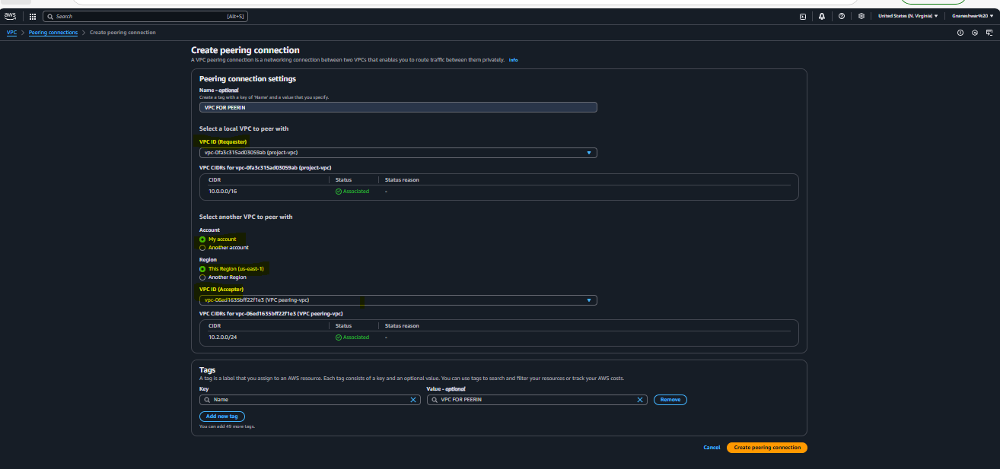 aws Search [Alt+S] United States (N. Virginia) Gnaneshwar%20
VPC Peering connections Create peering connection
Create peering connection
A VPC peering connection is a networking connection between two VPCs that enables you to route traffic between them privately. Info
Peering connection settings
Name - optional
Create a tag with a key of 'Name' and a value that you specify.
VPC FOR PEERIN
Select a local VPC to peer with
VPC ID (Requester)
vpc-0fa3c315ad03059ab (project-vpc)
VPC CIDRs for vpc-0fa3c315ad03059ab (project-vpc)
CIDR Status Status reason
10.0.0.0/16 Associated -
Select another VPC to peer with
Account
My account
Another account
Region
This Region (us-east-1)
Another Region
VPC ID (Accepter)
vpc-06ed1635bff22f1e3 (VPC peering-vpc)
VPC CIDRs for vpc-06ed1635bff22f1e3 (VPC peering-vpc)
CIDR Status Status reason
10.2.0.0/24 Associated -
Tags
A tag is a label that you assign to an AWS resource. Each tag consists of a key and an optional value. You can use tags to search and filter your resources or track your AWS costs.
Key Value - optional
Name VPC FOR PEERIN Remove
Add new tag
You can add 49 more tags.
Cancel Create peering connection